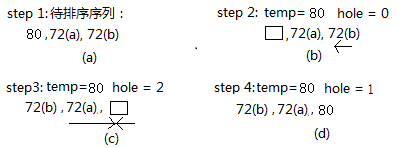 step 1:待排序序列：
80 ,72(a), 72(b)
(a)
step 2: temp= 80 hole = 0
,72(a), 72(b)
(b)
step3: temp=80 hole = 2
72(b) ,72(a),
(c)
step 4:temp=80 hole = 1
72(b) ,72(a), 80
(d)